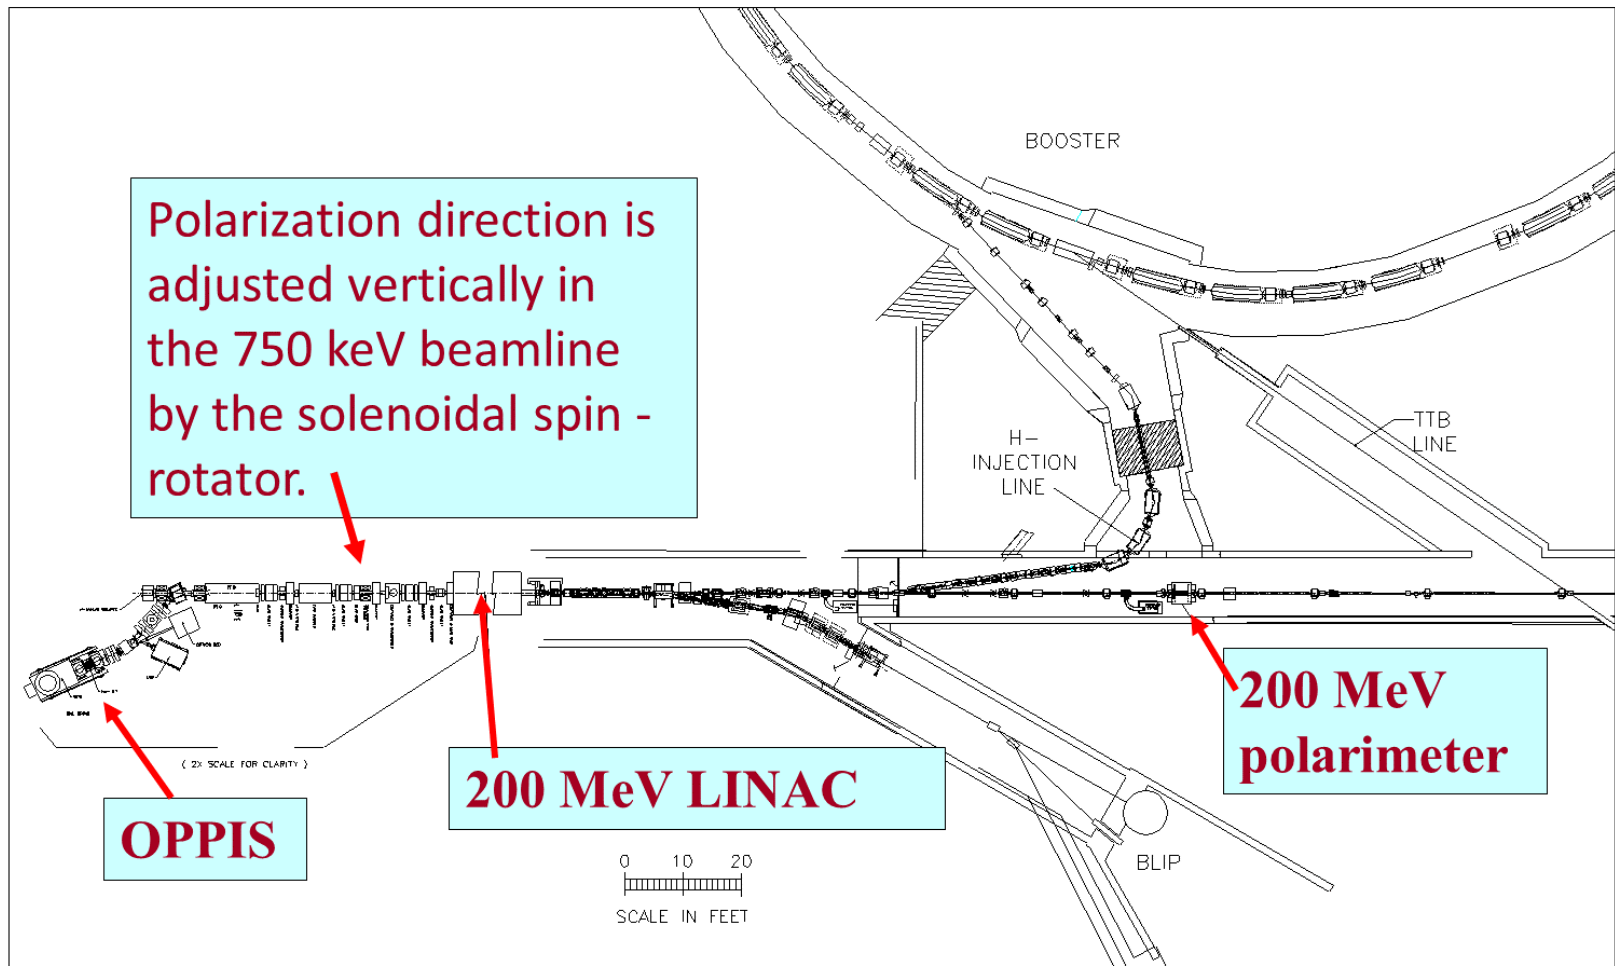 BOOSTER
Polarization direction is
adjusted vertically in
the 750 keV beamline
by the solenoidal spin -
rotator.
TTB
LINE
H-
INJECTION
LINE
200 MeV
polarimeter
( 2X SCALE FOR CLARITY )
200 MeV LINAC
OPPIS
BLIP
0 10 20
SCALE IN FEET